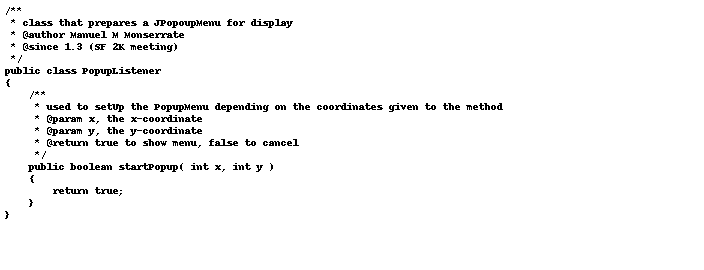 /**
 * class that prepares a JPopoupMenu for display
 * @author Manuel M Monserrate
 * @since 1.3 (SF 2K meeting)
 */
public class PopupListener
{
    /**
     * used to setUp the PopupMenu depending on the coordinates given to the method
     * @param x, the x-coordinate
     * @param y, the y-coordinate
     * @return true to show menu, false to cancel
     */
    public boolean startPopup( int x, int y )
    {
        return true;
    }
}